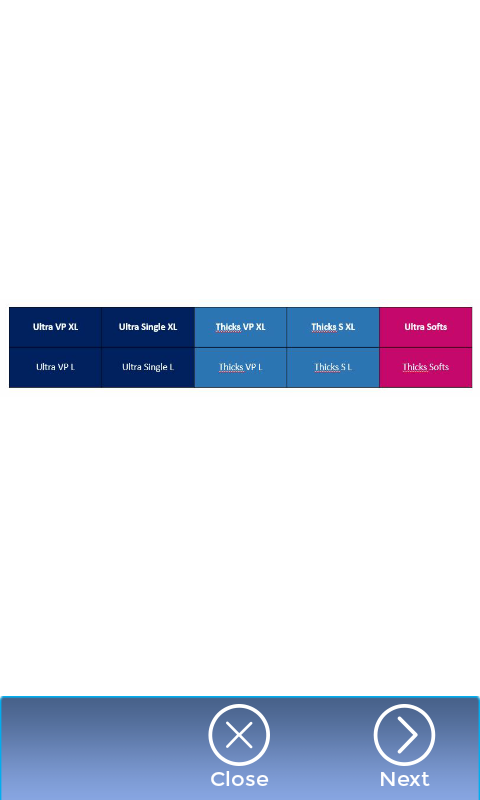 Ultra VP XL Ultra Single XL Thicks VP XL Thicks S XL Ultra Softs
Ultra VP L Ultra Single L Thicks VP L Thicks S L Thicks Softs
Close Next